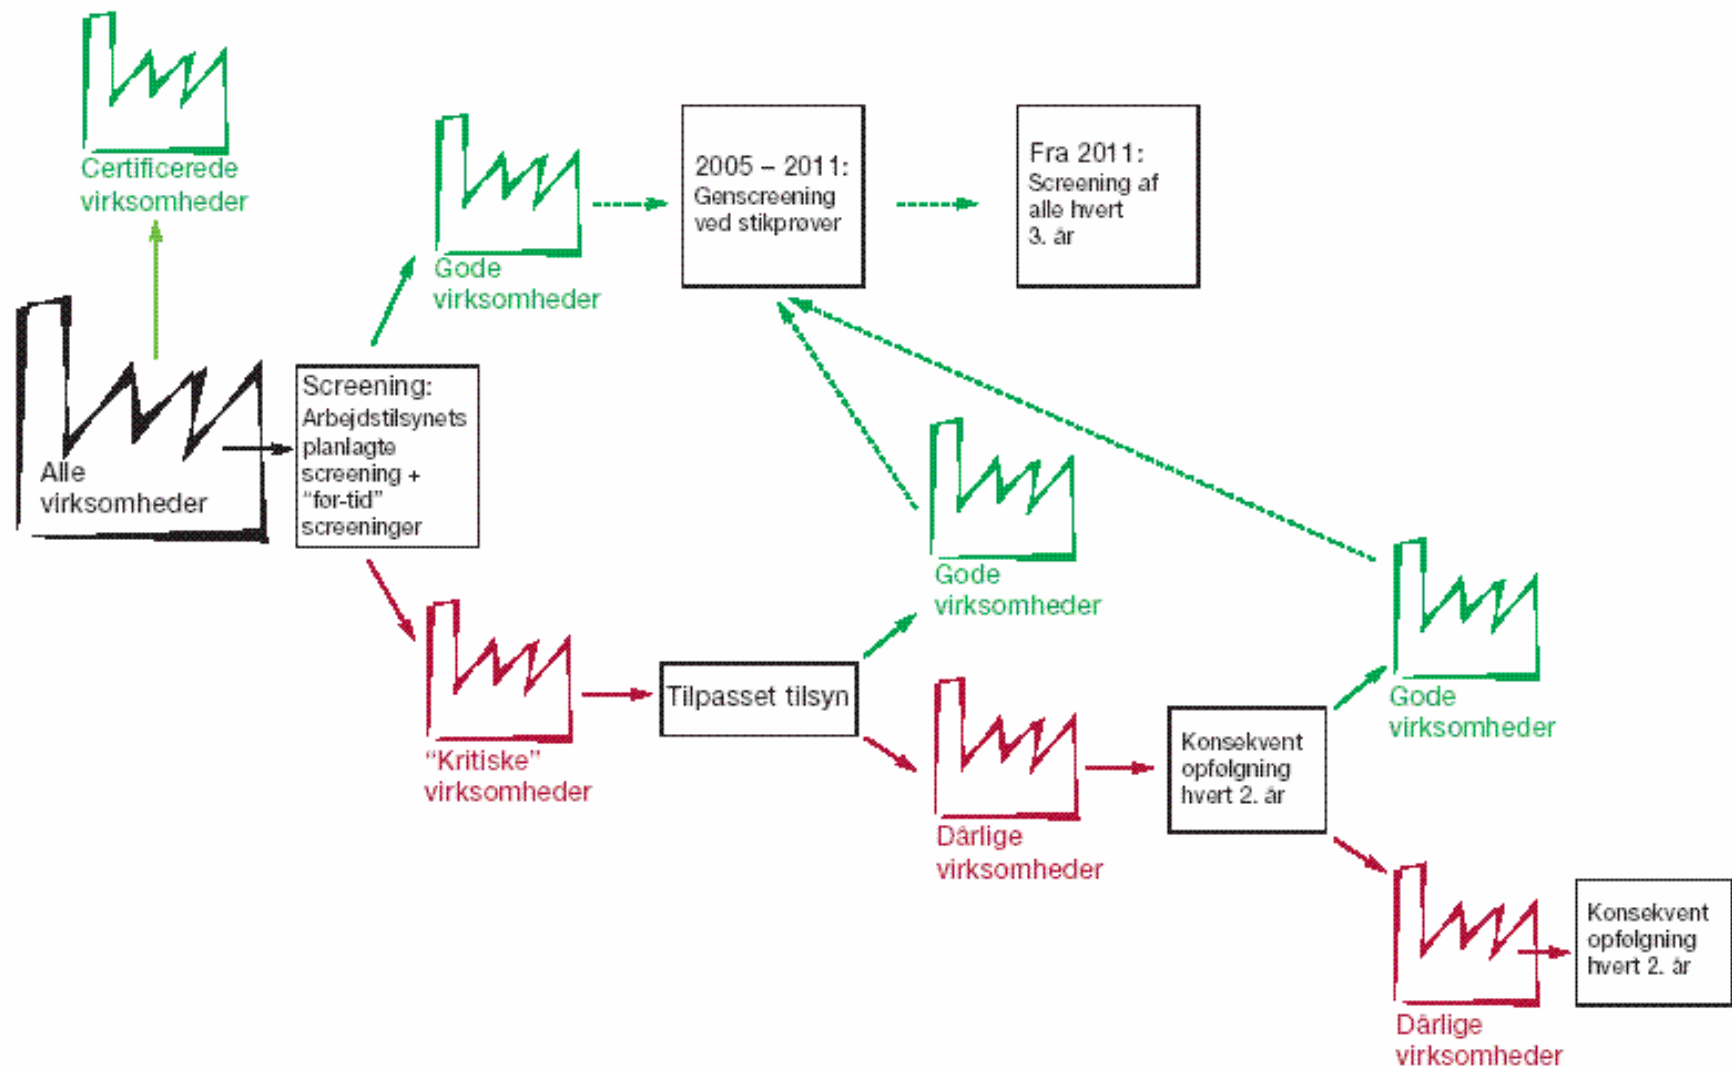 Certificerede
virksomheder
Gode
virksomheder
2005 – 2011:
Genscreening
ved stikprøver
Fra 2011:
Screening af
alle hvert
3. år
Alle
virksomheder
Screening:
Arbejdstilsynets
planlagte
screening +
“før-tid”
screeninger
Gode
virksomheder
“Kritiske”
virksomheder
Tilpasset tilsyn
Gode
virksomheder
Dårlige
virksomheder
Konsekvent
opfølgning
hvert 2. år
Dårlige
virksomheder
Konsekvent
opfølgning
hvert 2. år